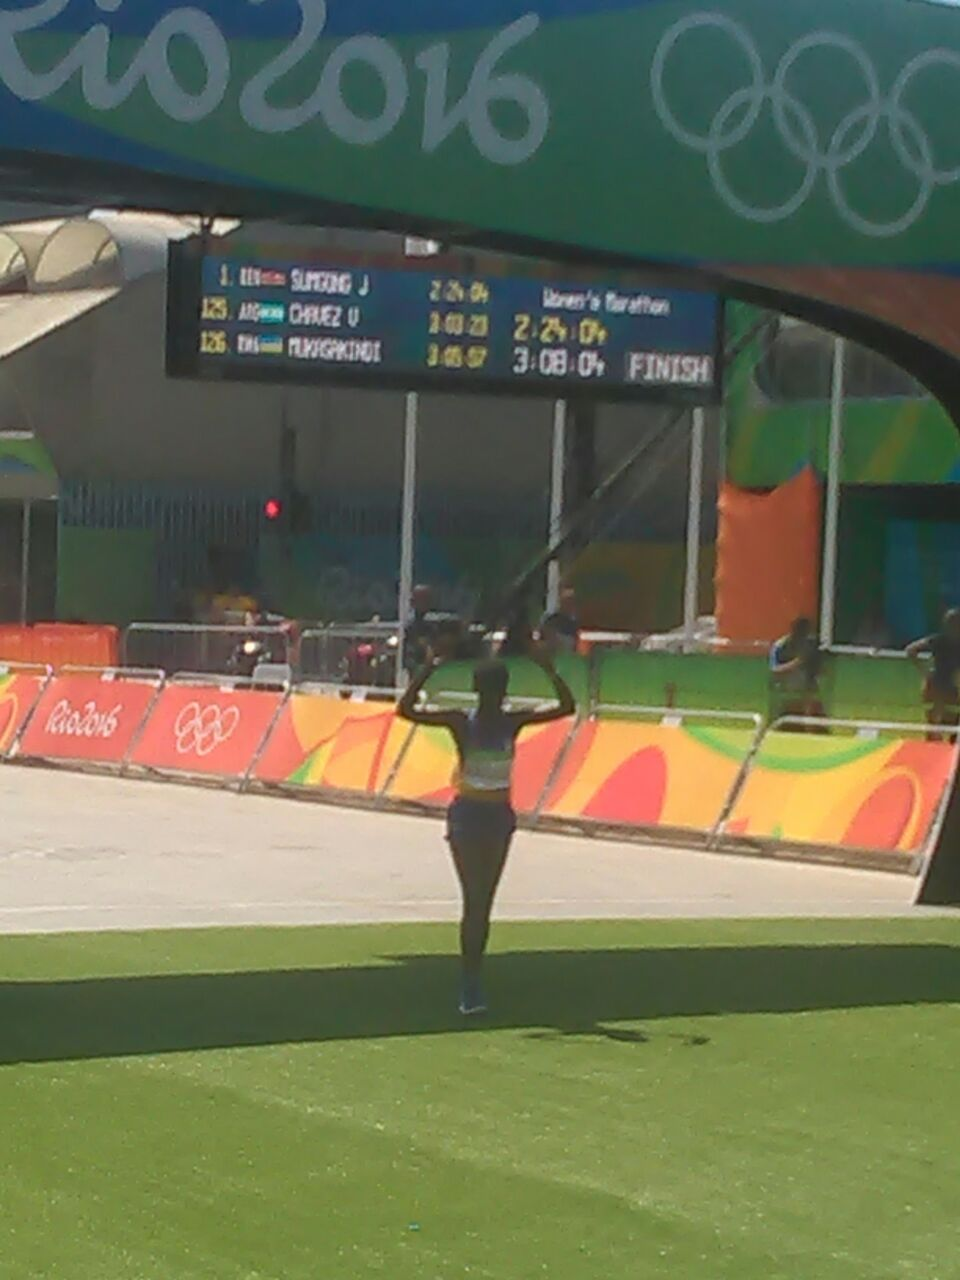 Rio2016
1. KEN SUMGONG J 2:24:04 Women's Marathon
125. ARG CHAVEZ V 3:03:23 2:24:04
126. RWA MUKASAKINDI 3:05:07 3:08:04 FINISH
Rio2016